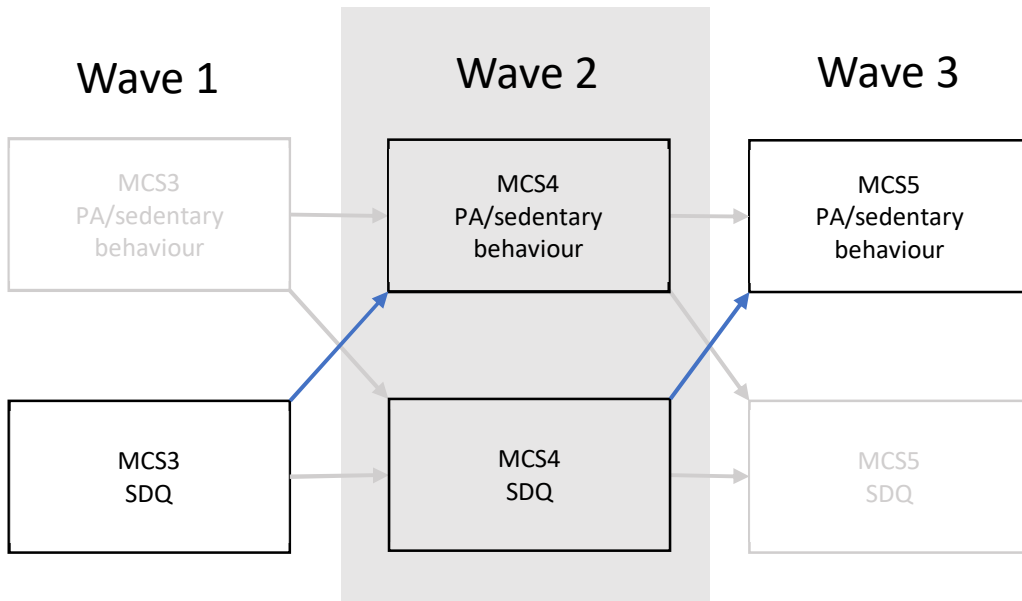 Wave 1
Wave 2
Wave 3
MCS3
PA/sedentary
behaviour
MCS4
PA/sedentary
behaviour
MCS5
PA/sedentary
behaviour
MCS3
SDQ
MCS4
SDQ
MCS5
SDQ